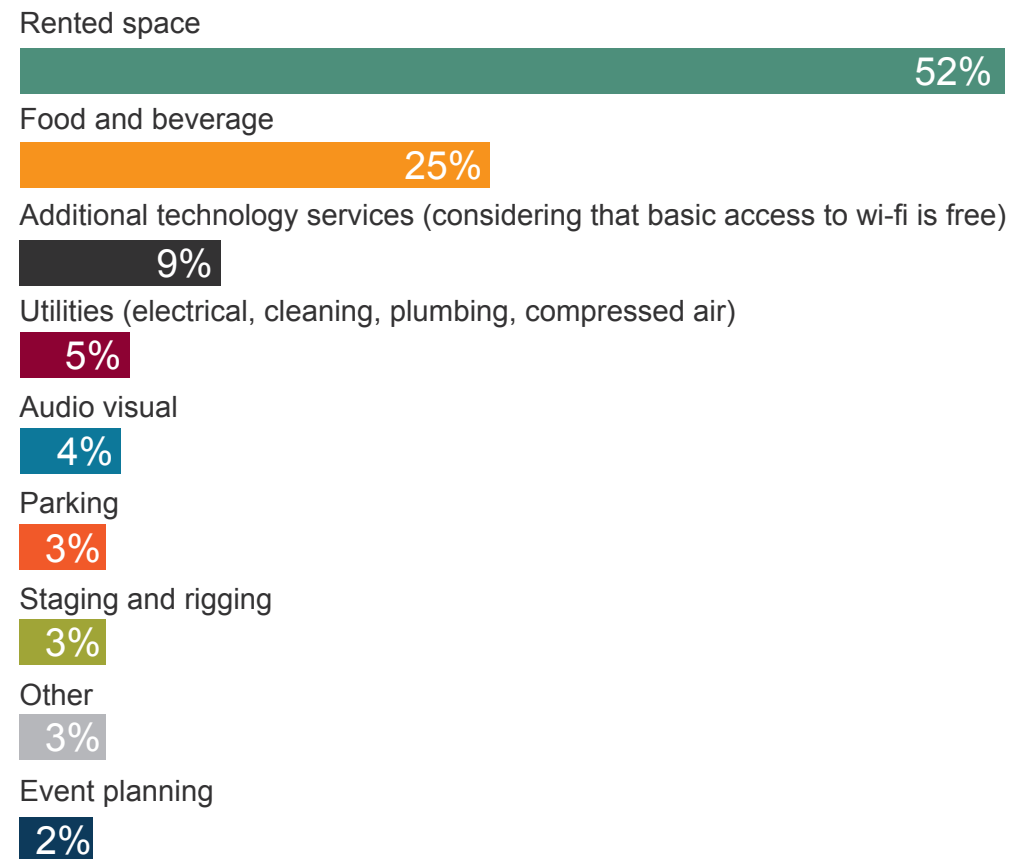 Rented space
52%
Food and beverage
25%
Additional technology services (considering that basic access to wi-fi is free)
9%
Utilities (electrical, cleaning, plumbing, compressed air)
5%
Audio visual
4%
Parking
3%
Staging and rigging
3%
Other
3%
Event planning
2%